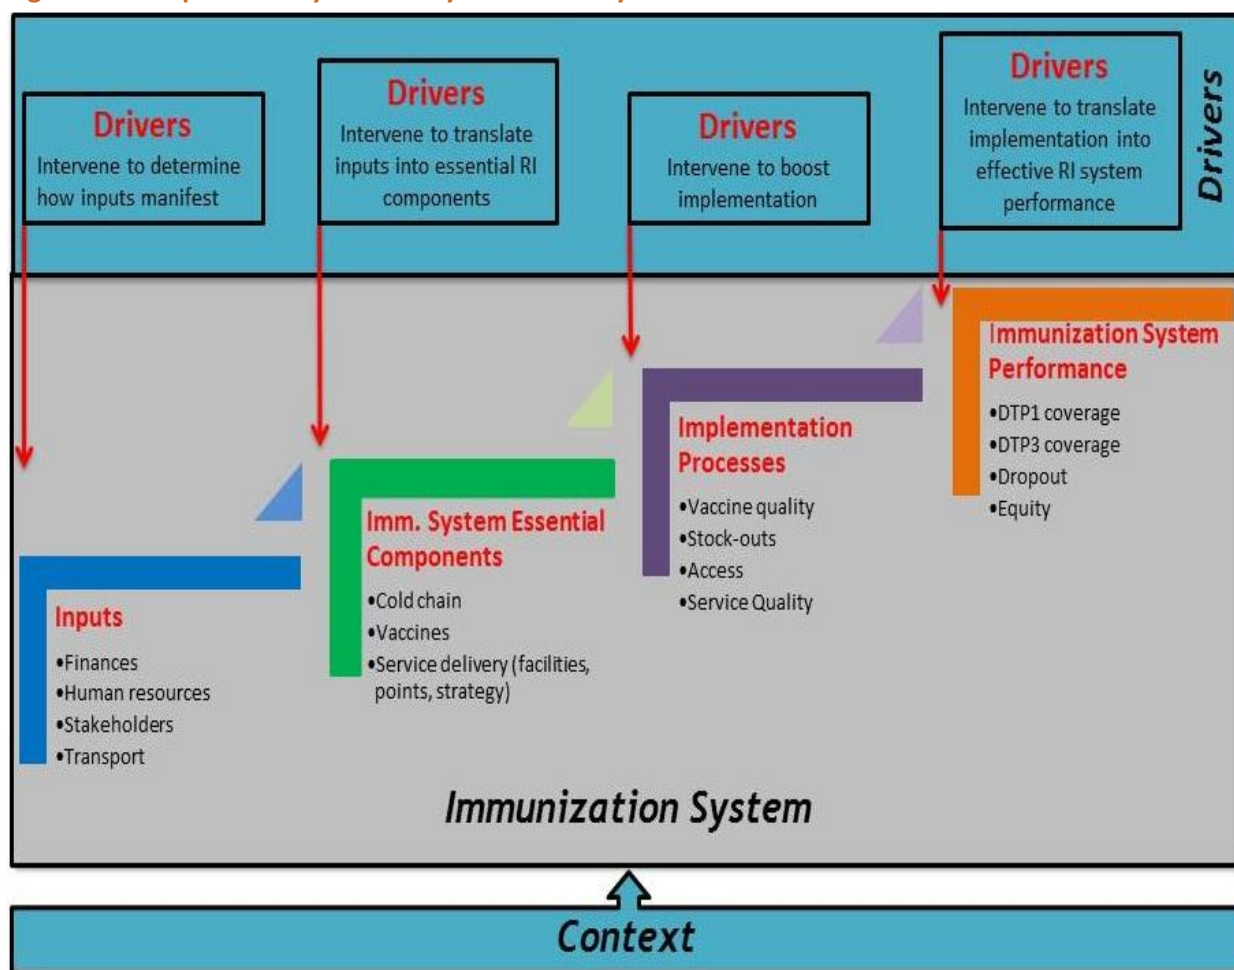 Drivers
Intervene to determine
how inputs manifest
Drivers
Intervene to translate
inputs into essential RI
components
Drivers
Intervene to boost
implementation
Drivers
Intervene to translate
implementation into
effective RI system
performance
Drivers
Inputs
•Finances
•Human resources
•Stakeholders
•Transport
Imm. System Essential
Components
•Cold chain
•Vaccines
•Service delivery (facilities,
points, strategy)
Implementation
Processes
•Vaccine quality
•Stock-outs
•Access
•Service Quality
Immunization System
Performance
•DTP1 coverage
•DTP3 coverage
•Dropout
•Equity
Immunization System
Context